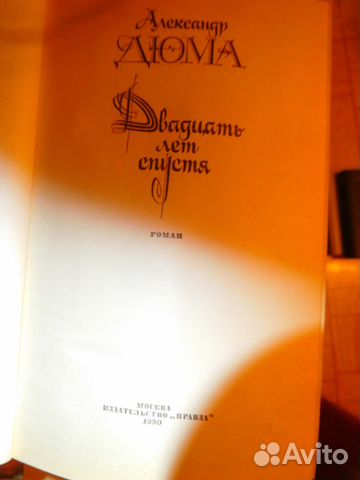 Александр
ДЮМА
Двадцать
лет
спустя
РОМАН
МОСКВА
ИЗДАТЕЛЬСТВО „ПРАВДА"
1990
Avito